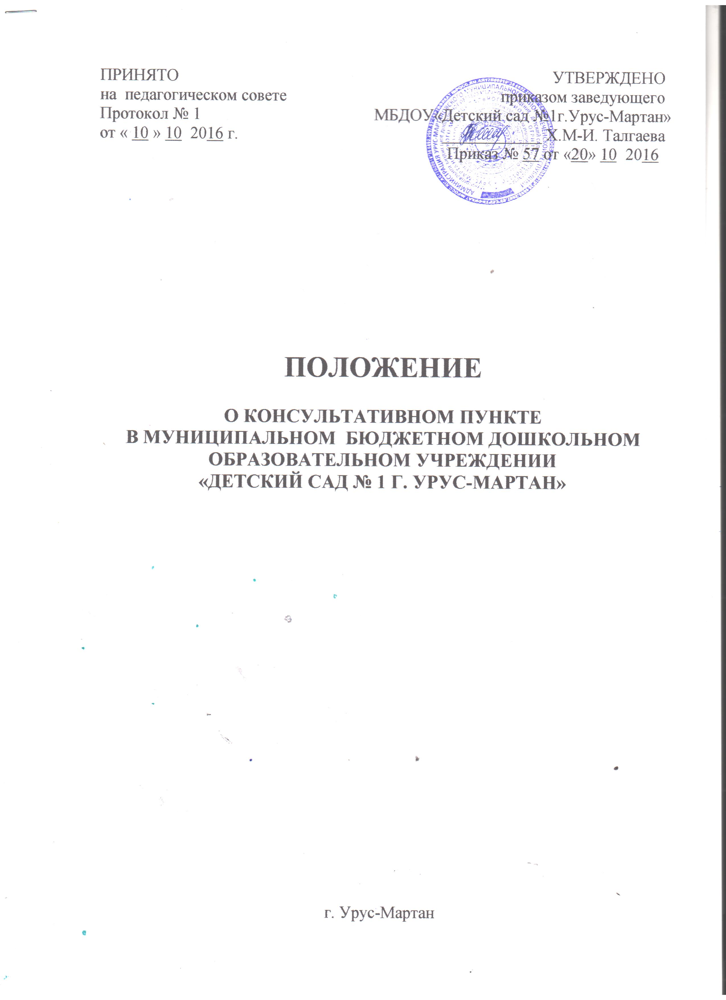 ПРИНЯТО
на  педагогическом совете
Протокол № 1
от « 10 » 10  2016 г.
УТВЕРЖДЕНО
приказом заведующего
МБДОУ «Детский сад №1г.Урус-Мартан»
Х.М-И. Талгаева
Приказ № 57 от «20» 10  2016
ПОЛОЖЕНИЕ
О КОНСУЛЬТАТИВНОМ ПУНКТЕ
В МУНИЦИПАЛЬНОМ  БЮДЖЕТНОМ ДОШКОЛЬНОМ
ОБРАЗОВАТЕЛЬНОМ УЧРЕЖДЕНИИ
«ДЕТСКИЙ САД № 1 Г. УРУС-МАРТАН»
г. Урус-Мартан